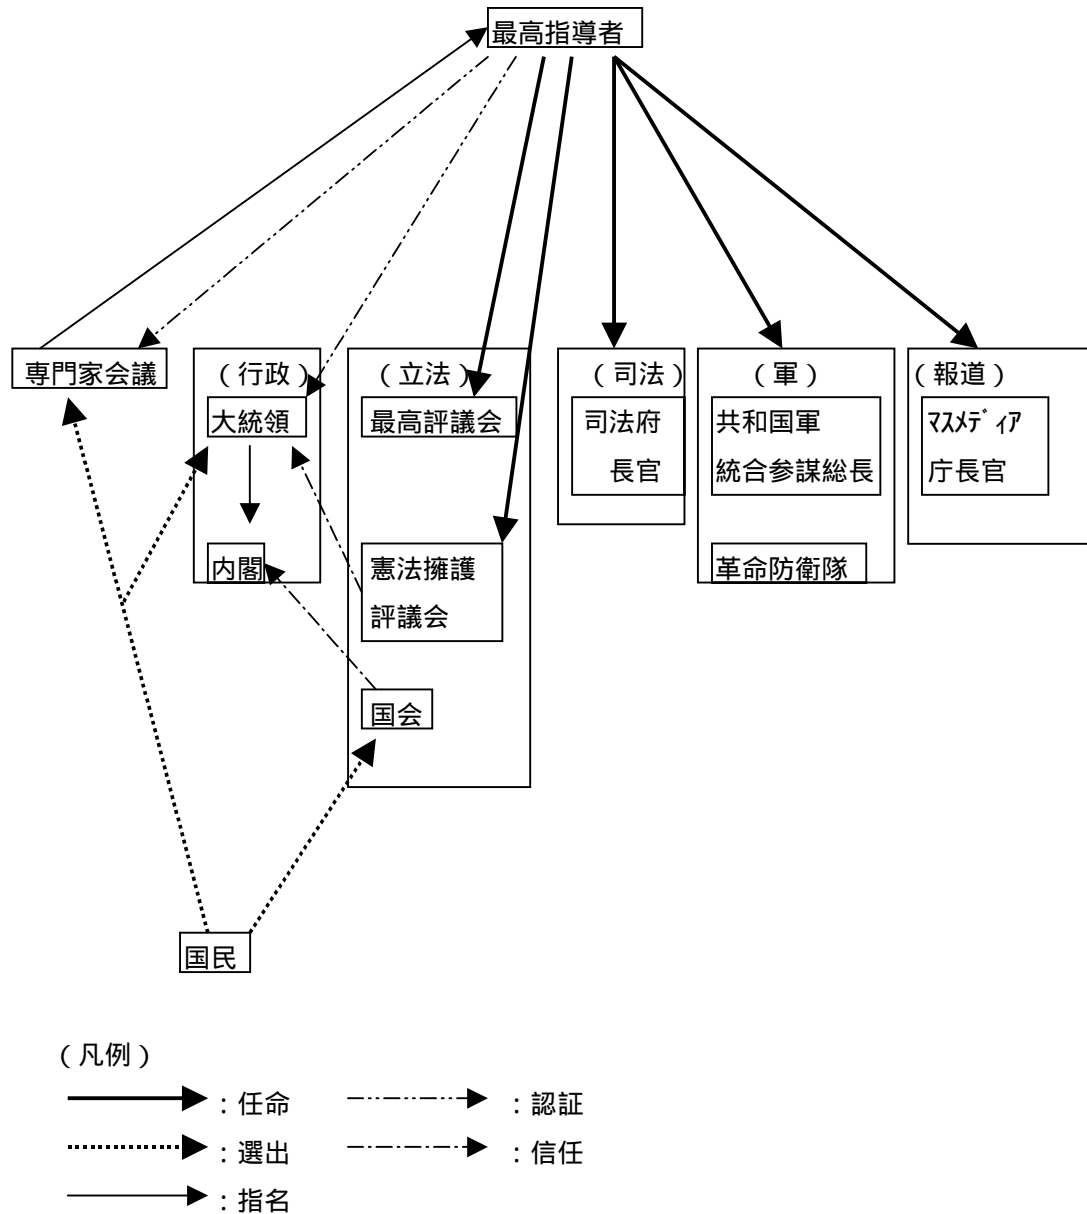 最高指導者
専門家会議
(行政)
大統領
内閣
(立法)
最高評議会
憲法擁護
評議会
国会
(司法)
司法府
長官
(軍)
共和国軍
統合参謀総長
革命防衛隊
(報道)
ﾏｽﾒﾃﾞｨｱ
庁長官
国民
(凡例)
:任命
:認証
:選出
:信任
:指名